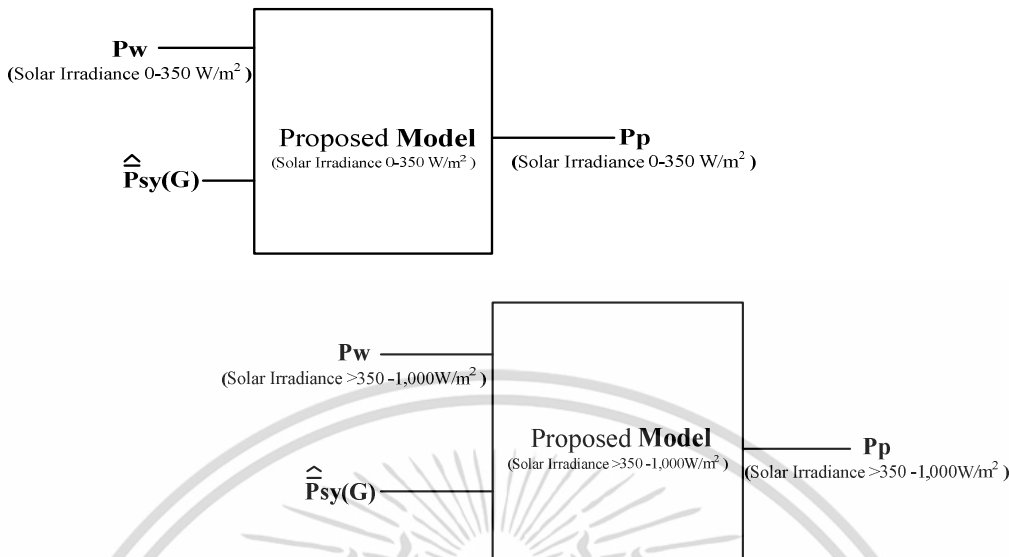 Pw
(Solar Irradiance 0-350 W/m²)
Proposed Model
(Solar Irradiance 0-350 W/m²)
Pp
(Solar Irradiance 0-350 W/m²)
P̿̂sy(G)
Pw
(Solar Irradiance >350 -1,000W/m²)
Proposed Model
(Solar Irradiance >350 -1,000W/m²)
Pp
(Solar Irradiance >350 -1,000W/m²)
P̿̂sy(G)